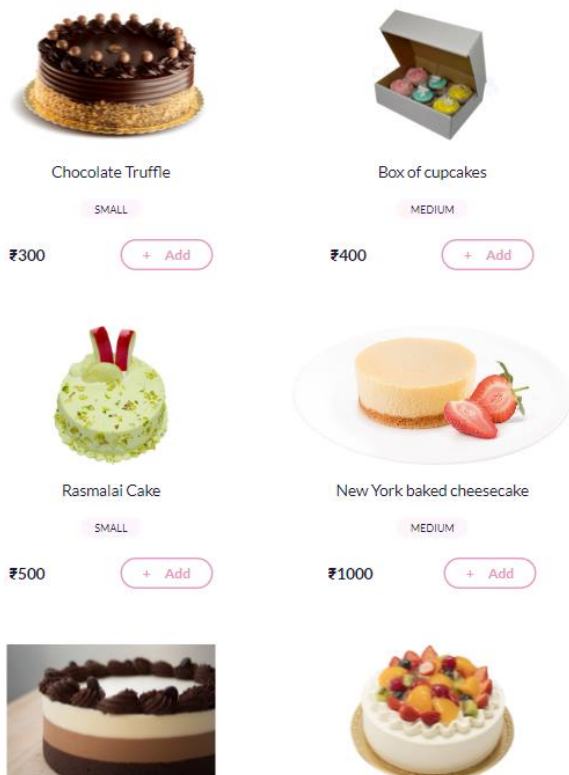 Chocolate Truffle
SMALL
₹300
+ Add
Box of cupcakes
MEDIUM
₹400
+ Add
Rasmalai Cake
SMALL
₹500
+ Add
New York baked cheesecake
MEDIUM
₹1000
+ Add